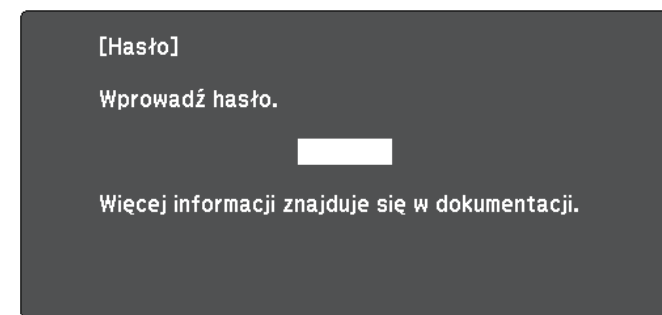 [Hasło]
Wprowadź hasło.
Więcej informacji znajduje się w dokumentacji.